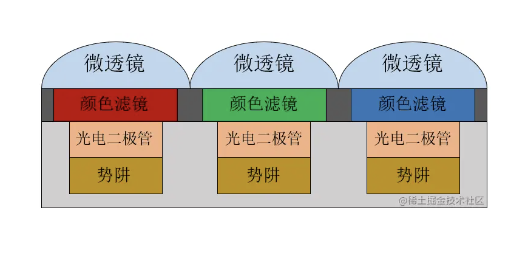 微透镜 微透镜 微透镜
颜色滤镜 颜色滤镜 颜色滤镜
光电二极管 光电二极管 光电二极管
势阱 势阱 势阱
@稀土掘金技术社区